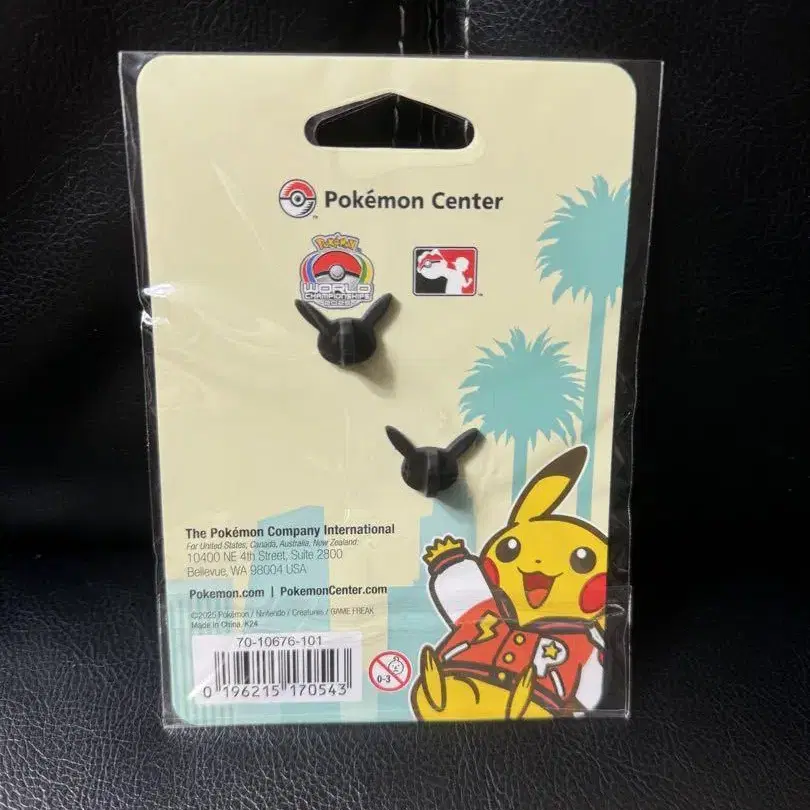 Pokémon Center
Pokémon
WORLD
CHAMPIONSHIPS
2025
The Pokémon Company International
For United States, Canada, Australia, New Zealand:
10400 NE 4th Street, Suite 2800
Bellevue, WA 98004 USA
Pokemon.com | PokemonCenter.com
©2025 Pokémon / Nintendo / Creatures / GAME FREAK
Made in China. K24
70-10676-101
0-3
0 196215 170543
P